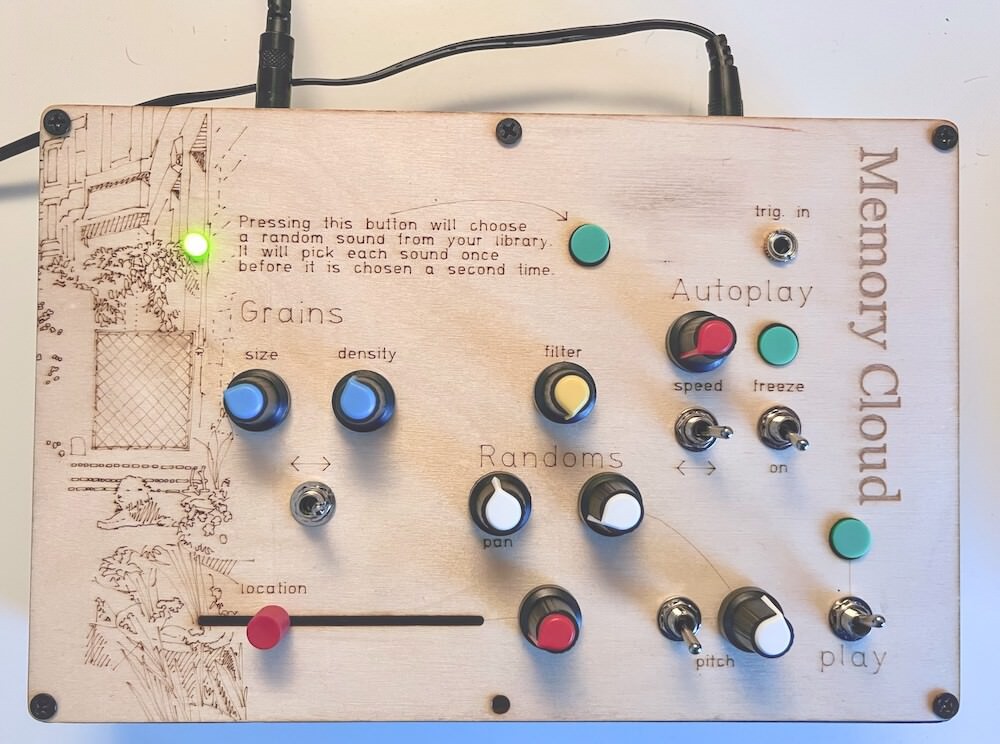 Pressing this button will choose
a random sound from your library.
It will pick each sound once
before it is chosen a second time.
trig. in
Memory Cloud
Autoplay
Grains
size
density
filter
speed
freeze
on
Randoms
pan
location
pitch
play